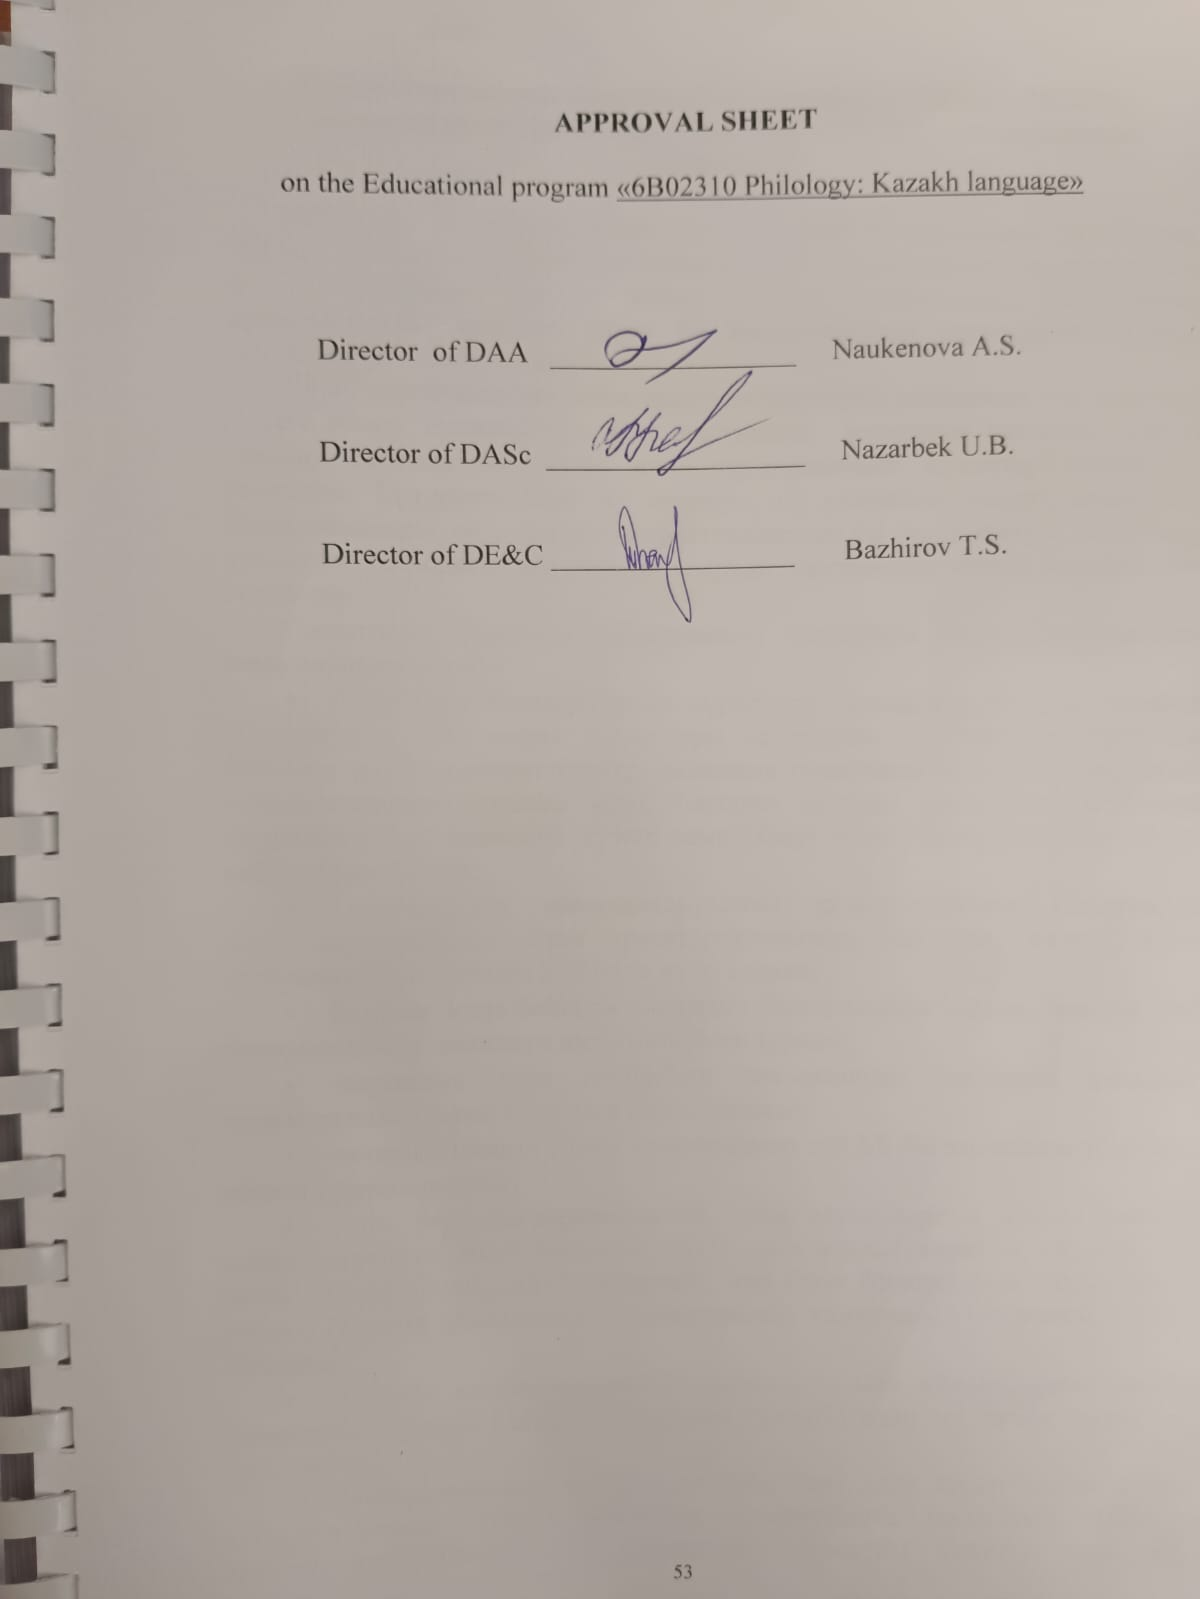 APPROVAL SHEET
on the Educational program «6B02310 Philology: Kazakh language»
Director of DAA Naukenova A.S.
Director of DASc Nazarbek U.B.
Director of DE&C Bazhirov T.S.
53